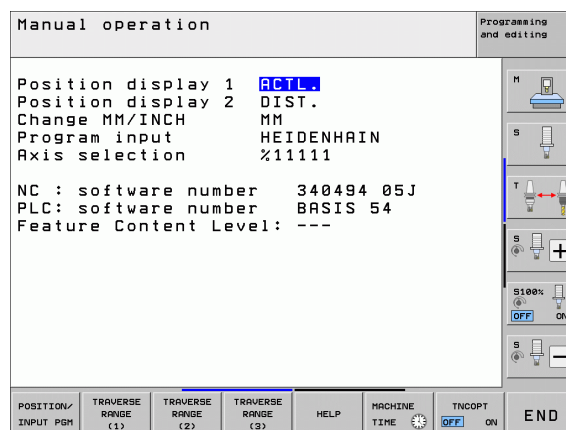 Manual operation
Programming
and editing
Position display 1 ACTL.
Position display 2 DIST.
Change MM/INCH MM
Program input HEIDENHAIN
Axis selection %11111
NC : software number 340494 05J
PLC: software number BASIS 54
Feature Content Level: ---
M
S
T
S
+
S100%
OFF ON
S
-
POSITION/
INPUT PGM
TRAVERSE
RANGE
(1)
TRAVERSE
RANGE
(2)
TRAVERSE
RANGE
(3)
HELP
MACHINE
TIME
TNCOPT
OFF ON
END